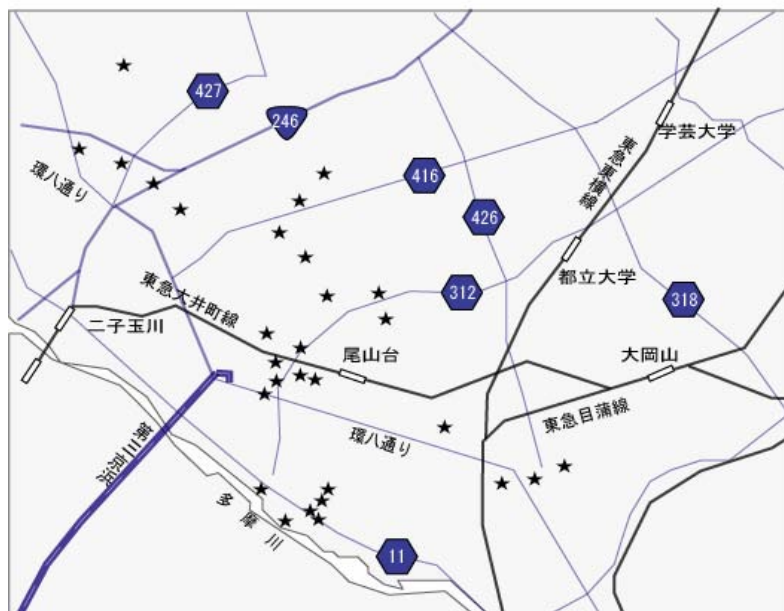 427
246
学芸大学
環八通り
416
東急東横線
426
都立大学
312
318
東急大井町線
二子玉川
尾山台
大岡山
東急目蒲線
環八通り
第三京浜
多摩川
11